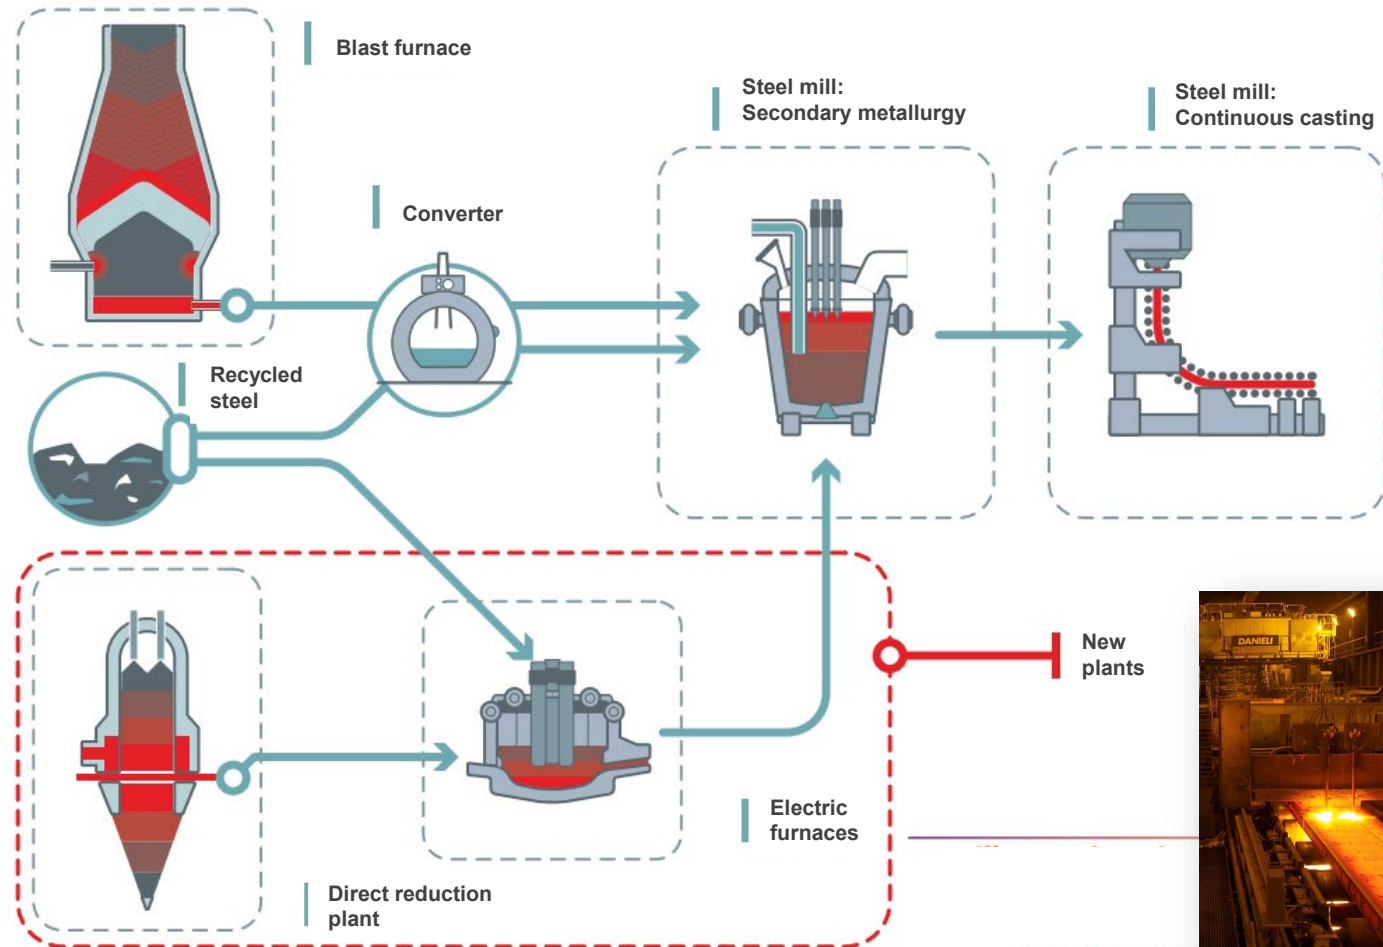 Blast furnace
Steel mill:
Secondary metallurgy
Steel mill:
Continuous casting
Converter
Recycled
steel
New
plants
DANIELI
Electric
furnaces
Direct reduction
plant